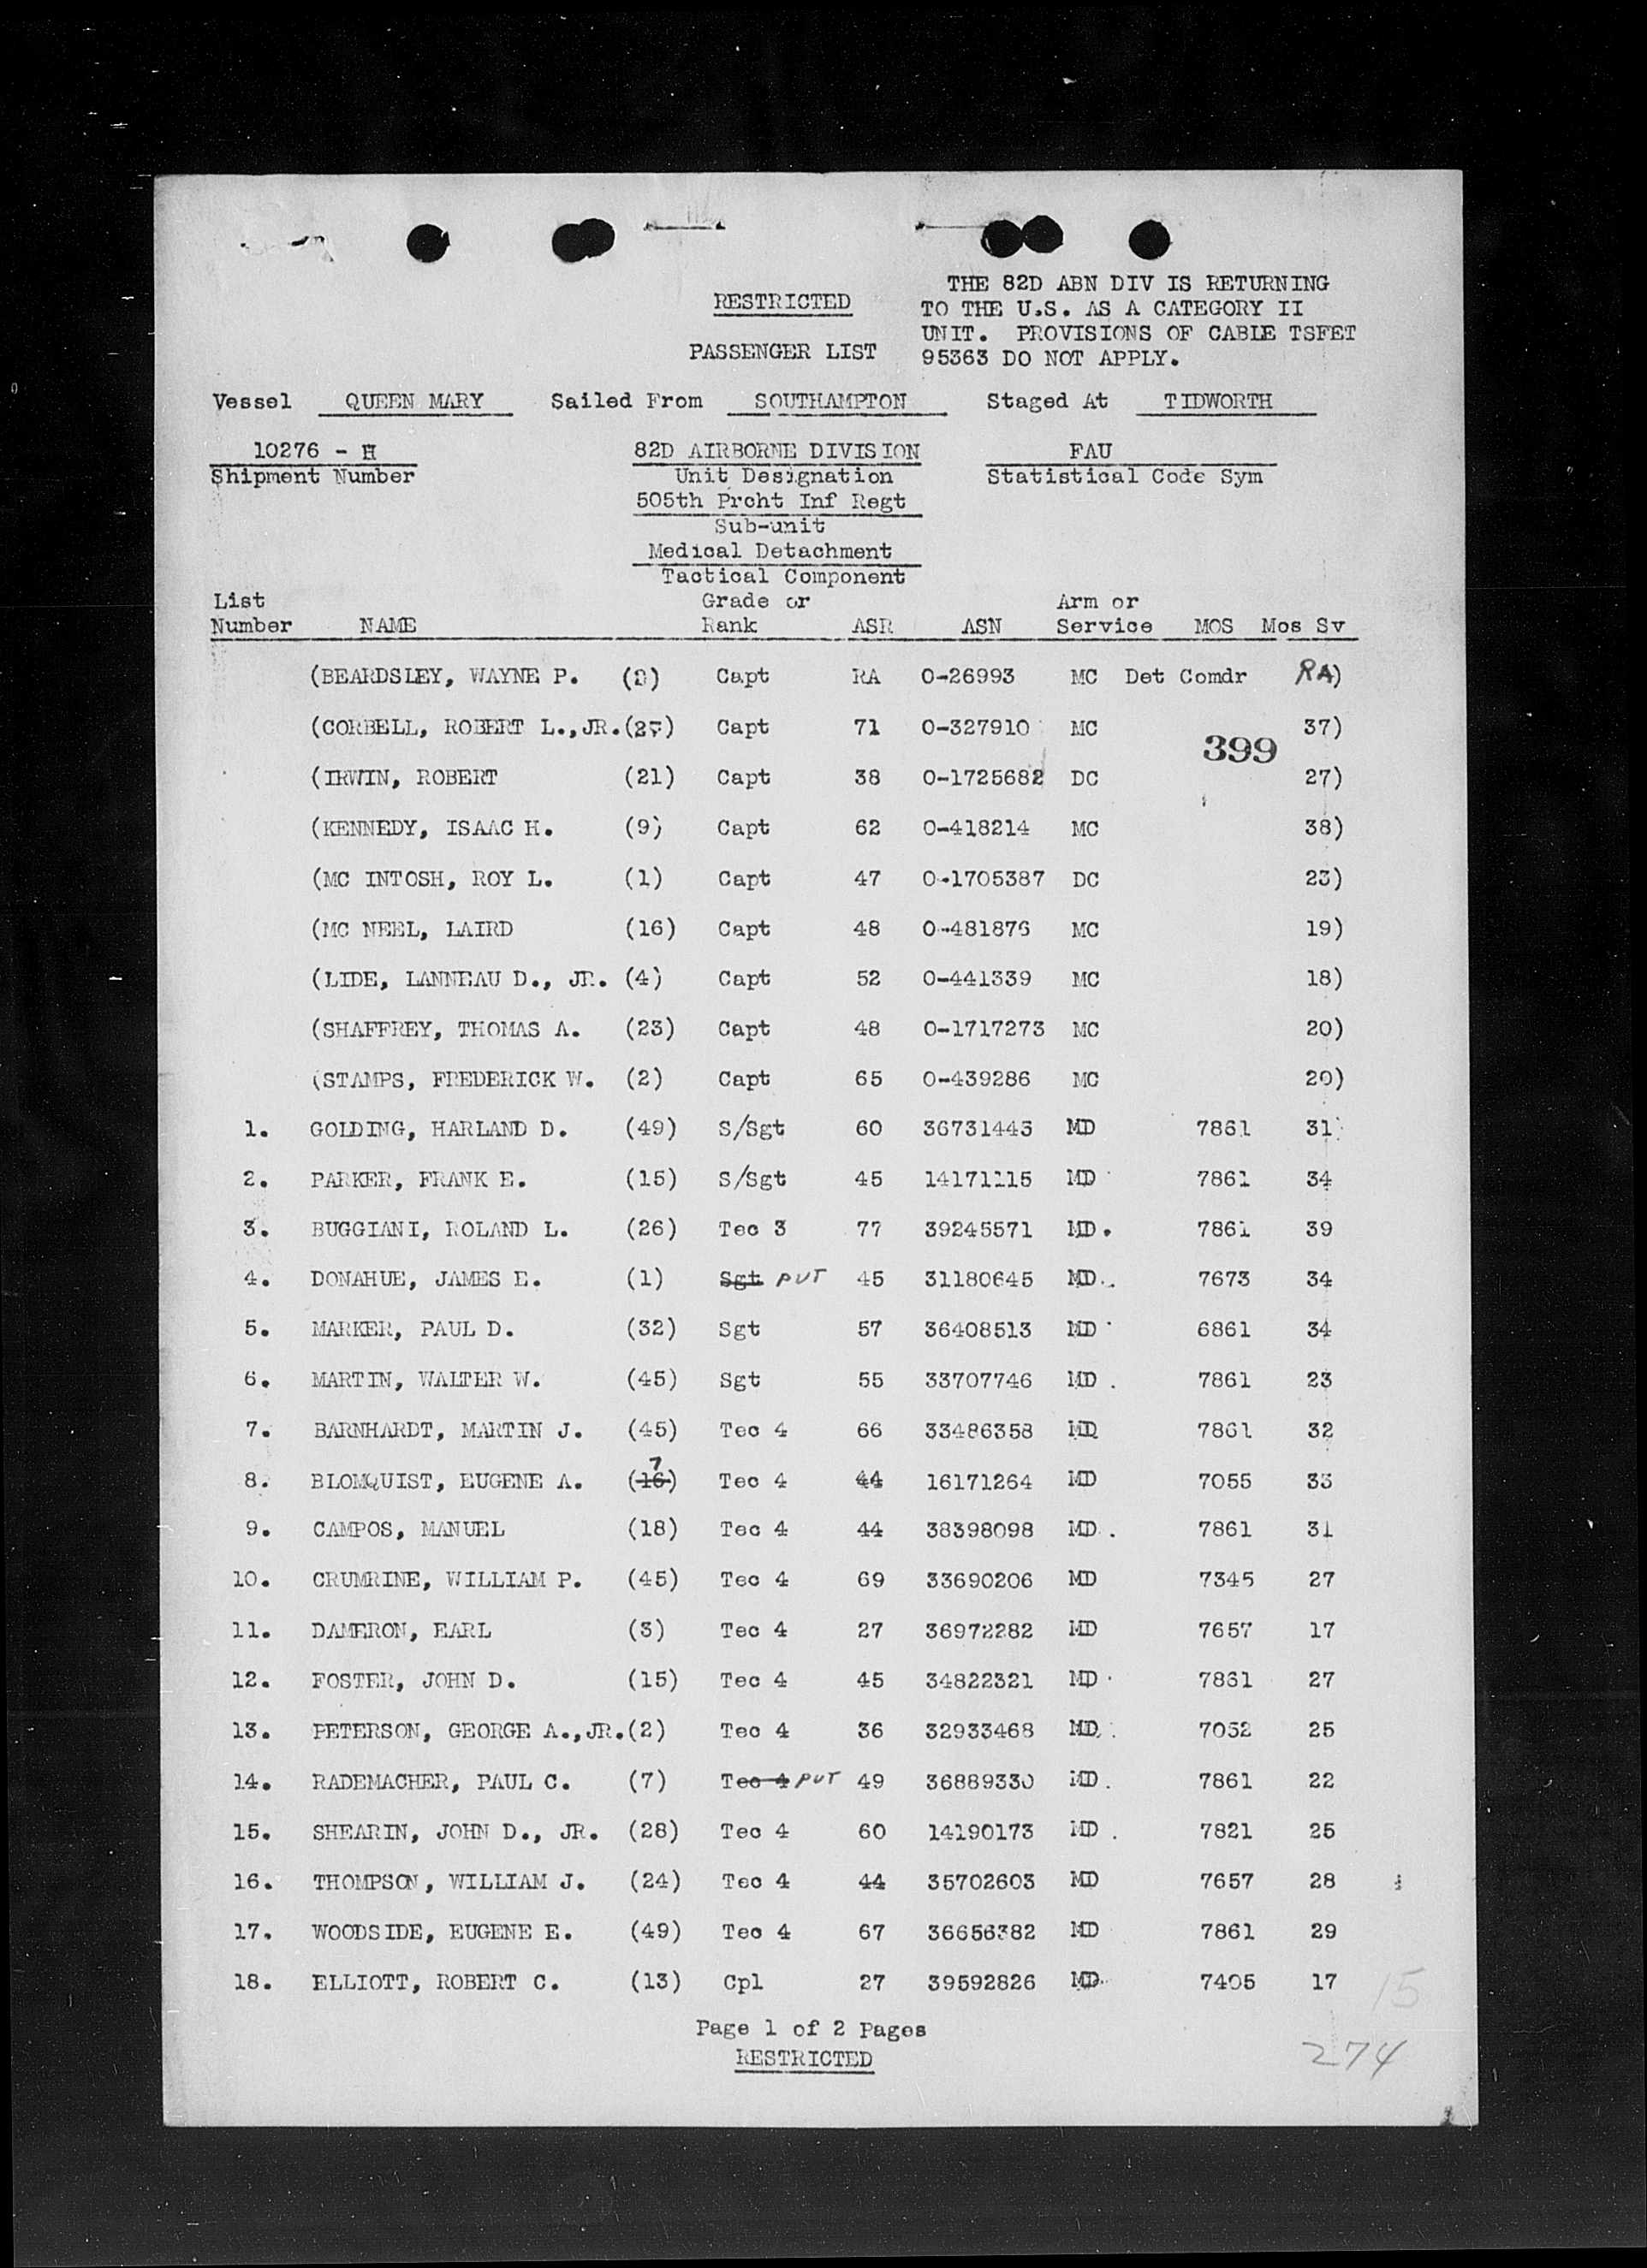 THE 82D ABN DIV IS RETURNING
TO THE U.S. AS A CATEGORY II
UNIT. PROVISIONS OF CABLE TSFET
95363 DO NOT APPLY.
RESTRICTED
PASSENGER LIST
Vessel QUEEN MARY Sailed From SOUTHAMPTON Staged At TIDWORTH
10276 - H 82D AIRBORNE DIVISION FAU
Shipment Number Unit Designation Statistical Code Sym
505th Prcht Inf Regt
Sub-unit
Medical Detachment
Tactical Component
List Grade or Arm or
Number NAME Rank ASR ASN Service MOS Mos Sv
(BEARDSLEY, WAYNE P. Capt RA O-26993 MC Det Comdr RA)
(CORBELL, ROBERT L.,JR. Capt 71 O-327910 MC 37)
399
(IRWIN, ROBERT (21) Capt 38 O-1725682 DC 27)
(KENNEDY, ISAAC H. (9) Capt 62 O-418214 MC 38)
(MC INTOSH, ROY L. (1) Capt 47 O-1705387 DC 23)
(MC NEEL, LAIRD (16) Capt 48 O-481876 MC 19)
(LIDE, LANNEAU D., JR. (4) Capt 52 O-441339 MC 18)
(SHAFFREY, THOMAS A. (23) Capt 48 O-1717273 MC 20)
(STAMPS, FREDERICK W. (2) Capt 65 O-439286 MC 20)
1. GOLDING, HARLAND D. (49) S/Sgt 60 36731443 MD 7861 31
2. PARKER, FRANK E. (15) S/Sgt 45 14171115 MD 7861 34
3. BUGGIANI, ROLAND L. (26) Tec 3 77 39245571 MD. 7861 39
4. DONAHUE, JAMES E. (1) Sgt PVT 45 31180645 MD. 7673 34
5. MARKER, PAUL D. (32) Sgt 57 36408513 MD 6861 34
6. MARTIN, WALTER W. (45) Sgt 55 33707746 MD . 7861 23
7. BARNHARDT, MARTIN J. (45) Tec 4 66 33486358 MD 7861 32
8. BLOMQUIST, EUGENE A. (16) 7 Tec 4 44 16171264 MD 7055 33
9. CAMPOS, MANUEL (18) Tec 4 44 38398098 MD . 7861 31
10. CRUMRINE, WILLIAM P. (45) Tec 4 69 33690206 MD 7345 27
11. DAMERON, EARL (3) Tec 4 27 36972282 MD 7657 17
12. FOSTER, JOHN D. (15) Tec 4 45 34822321 MD 7861 27
13. PETERSON, GEORGE A.,JR.(2) Tec 4 36 32933468 MD 7052 25
14. RADEMACHER, PAUL C. (7) Tec 4 PVT 49 36889330 MD . 7861 22
15. SHEARIN, JOHN D., JR. (28) Tec 4 60 14190173 MD . 7821 25
16. THOMPSON, WILLIAM J. (24) Tec 4 44 35702603 MD 7657 28
17. WOODSIDE, EUGENE E. (49) Tec 4 67 36656382 MD 7861 29
18. ELLIOTT, ROBERT C. (13) Cpl 27 39592826 MD 7405 17
15
Page 1 of 2 Pages
RESTRICTED
274